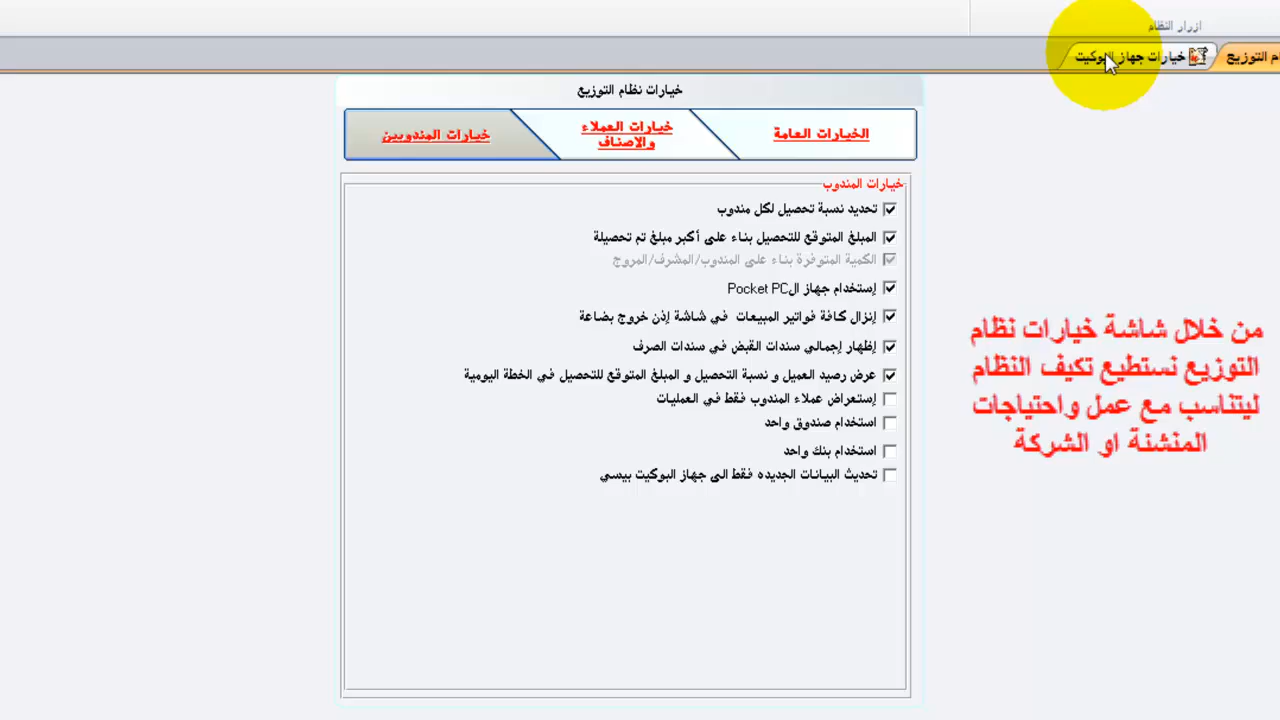 ازرار النظام
خيارات جهاز البوكيت
التوزيع
خيارات نظام التوزيع
الخيارات العامة
خيارات العملاء
والاصناف
خيارات المندوبين
خيارات المندوب
تحديد نسبة تحصيل لكل مندوب
المبلغ المتوقع للتحصيل بناء على أكبر مبلغ تم تحصيلة
الكمية المتوفرة بناء على المندوب/المشرف/المروج
إستخدام جهاز الPocket PC
إنزال كافة فواتير المبيعات في شاشة إذن خروج بضاعة
إظهار إجمالي سندات القبض في سندات الصرف
عرض رصيد العميل و نسبة التحصيل و المبلغ المتوقع للتحصيل في الخطة اليومية
إستعراض عملاء المندوب فقط في العمليات
استخدام صندوق واحد
استخدام بنك واحد
تحديث البيانات الجديده فقط الى جهاز البوكيت بيسي
من خلال شاشة خيارات نظام
التوزيع نستطيع تكيف النظام
ليتناسب مع عمل واحتياجات
المنشنة او الشركة